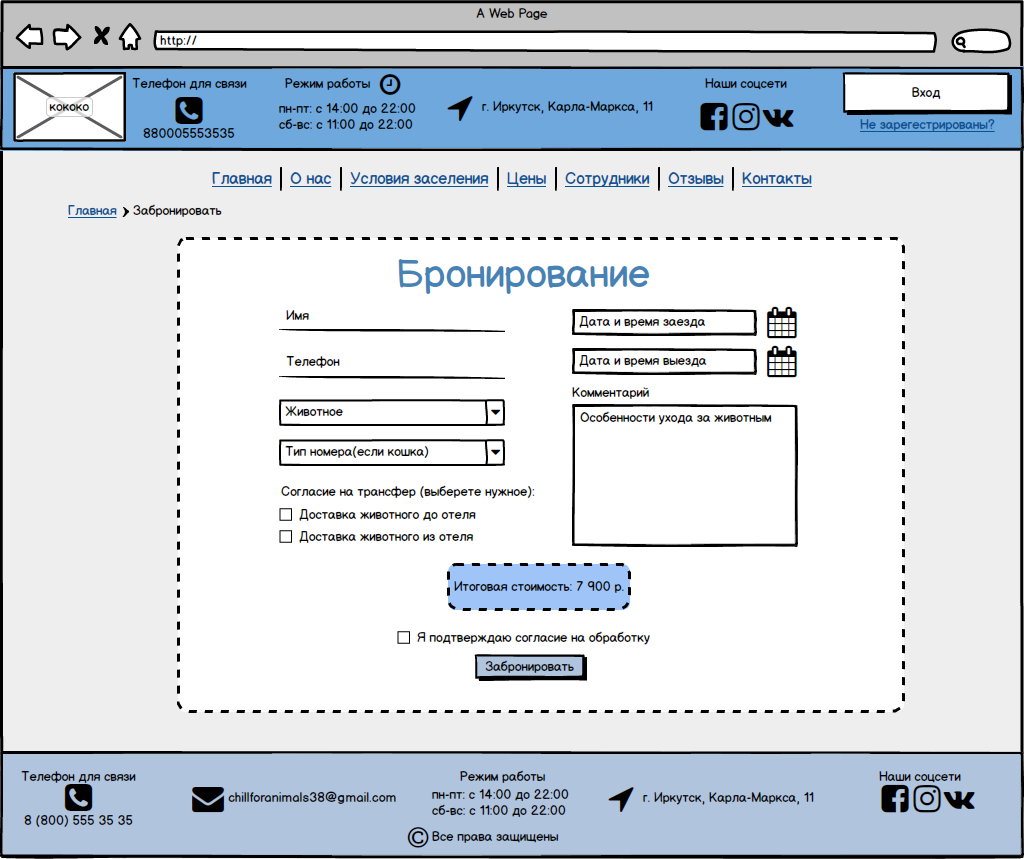 A Web Page
http://
кококо
Телефон для связи
880005553535
Режим работы
пн-пт: с 14:00 до 22:00
сб-вс: с 11:00 до 22:00
г. Иркутск, Карла-Маркса, 11
Наши соцсети
Вход
Не зарегестрированы?
Главная О нас Условия заселения Цены Сотрудники Отзывы Контакты
Главная Забронировать
Бронирование
Имя
Телефон
Животное
Тип номера(если кошка)
Согласие на трансфер (выберете нужное):
Доставка животного до отеля
Доставка животного из отеля
Дата и время заезда
Дата и время выезда
Комментарий
Особенности ухода за животным
Итоговая стоимость: 7 900 р.
Я подтверждаю согласие на обработку
Забронировать
Телефон для связи
8 (800) 555 35 35
chillforanimals38@gmail.com
Режим работы
пн-пт: с 14:00 до 22:00
сб-вс: с 11:00 до 22:00
г. Иркутск, Карла-Маркса, 11
Наши соцсети
© Все права защищены